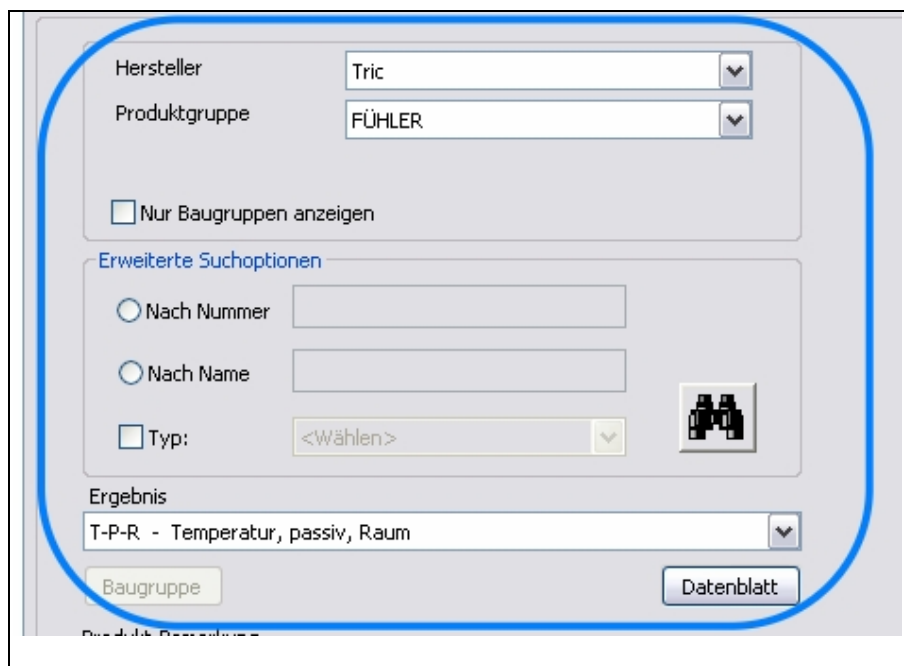 Hersteller
Tric
Produktgruppe
FÜHLER
Nur Baugruppen anzeigen
Erweiterte Suchoptionen
Nach Nummer
Nach Name
Typ:
<Wählen>
Ergebnis
T-P-R - Temperatur, passiv, Raum
Baugruppe
Datenblatt